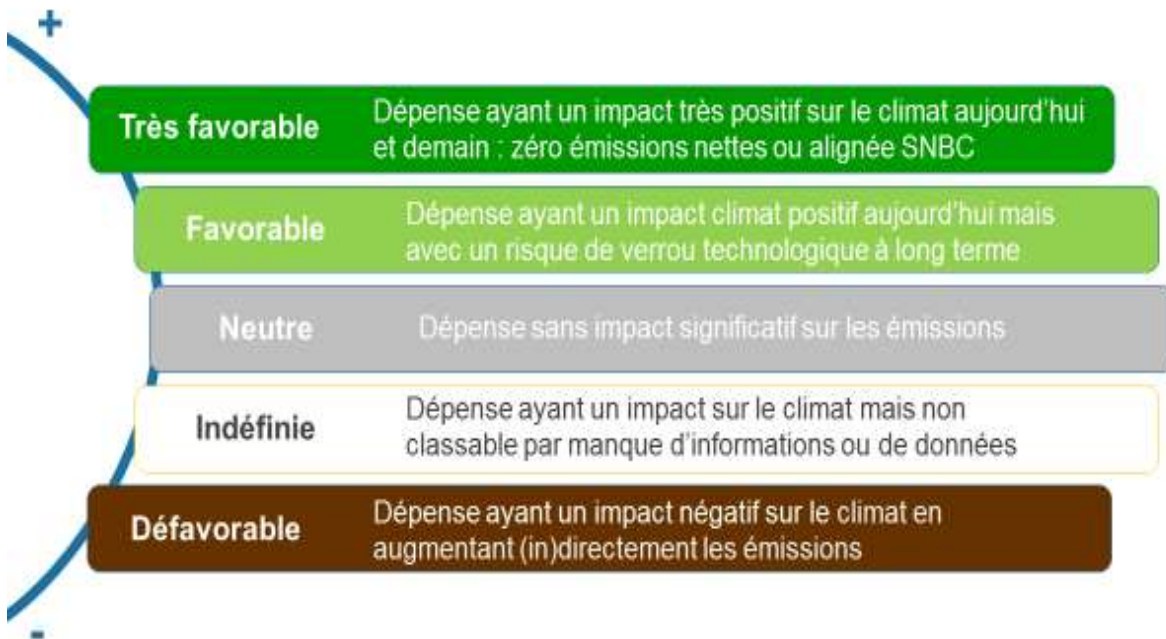 +
Très favorable
Dépense ayant un impact très positif sur le climat aujourd’hui
et demain : zéro émissions nettes ou alignée SNBC
Favorable
Dépense ayant un impact climat positif aujourd’hui mais
avec un risque de verrou technologique à long terme
Neutre
Dépense sans impact significatif sur les émissions
Indéfinie
Dépense ayant un impact sur le climat mais non
classable par manque d’informations ou de données
Défavorable
Dépense ayant un impact négatif sur le climat en
augmentant (in)directement les émissions
-